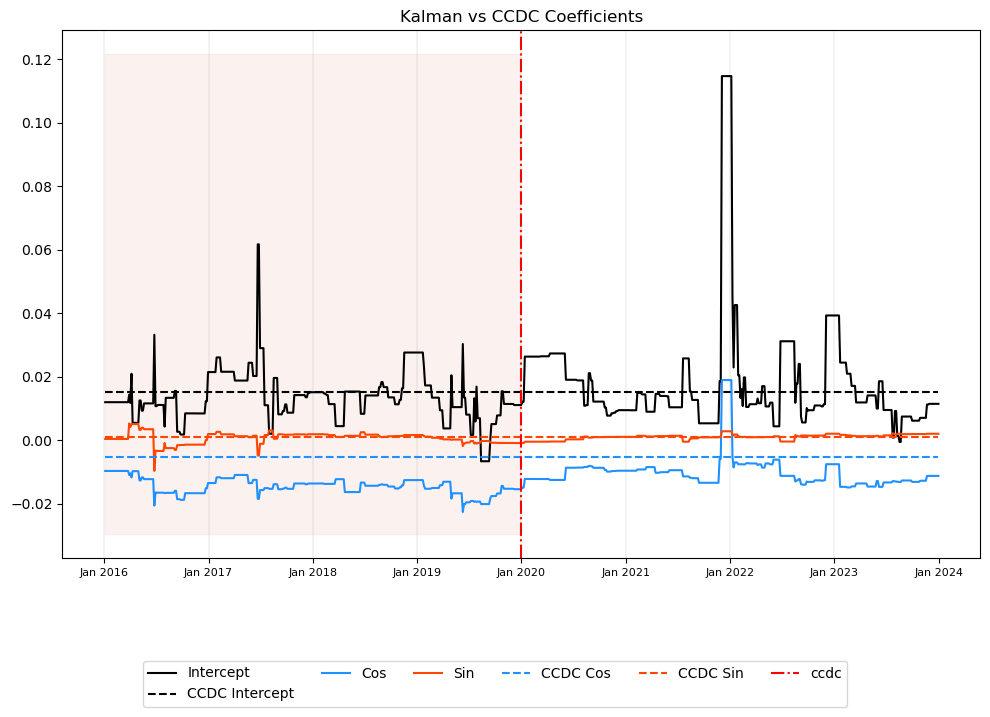 Kalman vs CCDC Coefficients
0.12
0.10
0.08
0.06
0.04
0.02
0.00
−0.02
Jan 2016 Jan 2017 Jan 2018 Jan 2019 Jan 2020 Jan 2021 Jan 2022 Jan 2023 Jan 2024
Intercept Cos Sin CCDC Cos CCDC Sin ccdc
CCDC Intercept